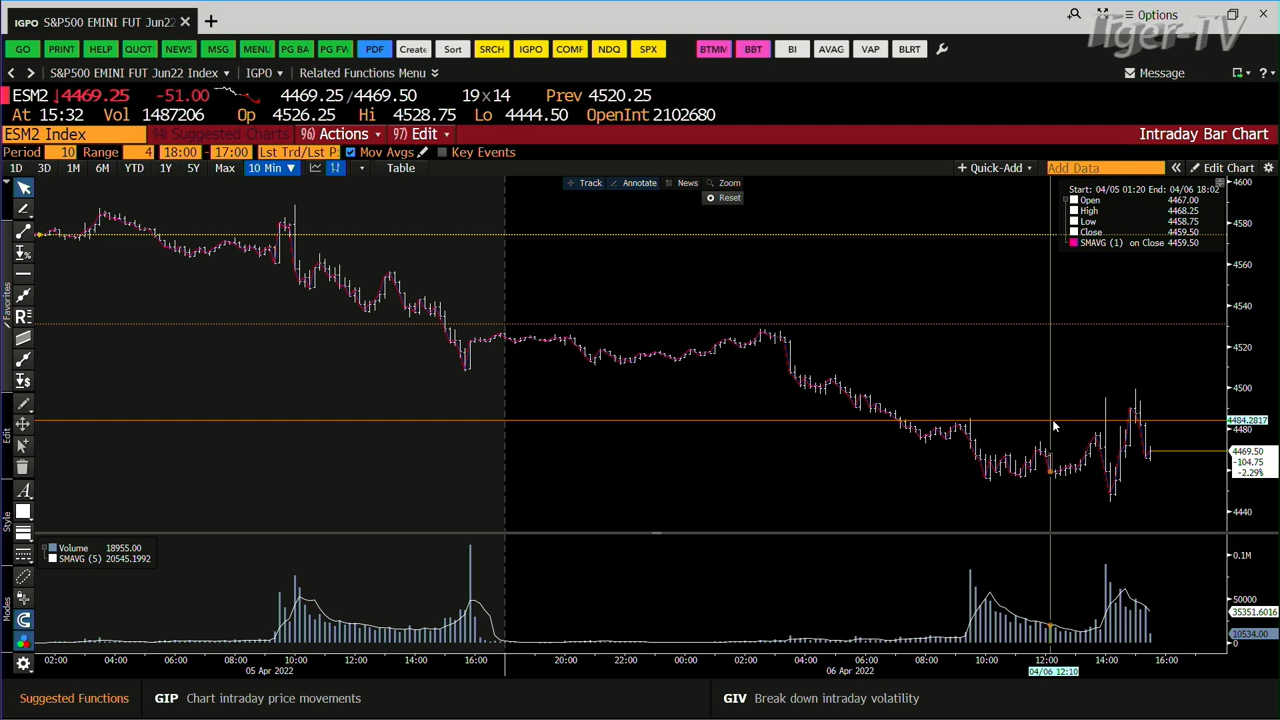 IGPO S&P500 EMINI FUT Jun22
Options
Tiger-TV
GO PRINT HELP QUOT NEWS MSG MENU PG BA PG FW PDF Create Sort SRCH IGPO COMF NDQ SPX BTMM BBT BI AVAG VAP BLRT
S&P500 EMINI FUT Jun22 Index IGPO Related Functions Menu Message
ESM2 ↓4469.25 -51.00 4469.25/4469.50 19x14 Prev 4520.25
At 15:32 Vol 1487206 Op 4526.25 Hi 4528.75 Lo 4444.50 OpenInt 2102680
ESM2 Index 94) Suggested Charts 96) Actions 97) Edit Intraday Bar Chart
Period 10 Range 4 18:00 - 17:00 Lst Trd/Lst P Mov Avgs Key Events
1D 3D 1M 6M YTD 1Y 5Y Max 10 Min ▼ Table + Quick-Add Add Data « Edit Chart
Track Annotate News Zoom
Reset
Start: 04/05 01:20 End: 04/06 18:02
Open 4467.00
High 4468.25
Low 4458.75
Close 4459.50
SMAVG (1) on Close 4459.50
4600
4580
4560
4540
4520
4500
4484.2817
4480
4469.50
-104.75
-2.29%
4440
Favorites
Edit
Style
Modes
Volume 18955.00
SMAVG (5) 20545.1992
0.1M
50000
35351.6016
10534.00
0
02:00 04:00 06:00 08:00 10:00 12:00 14:00 16:00 20:00 22:00 00:00 02:00 04:00 06:00 08:00 10:00 12:00 14:00 16:00
05 Apr 2022 06 Apr 2022 04/06 12:10
Suggested Functions GIP Chart intraday price movements GIV Break down intraday volatility